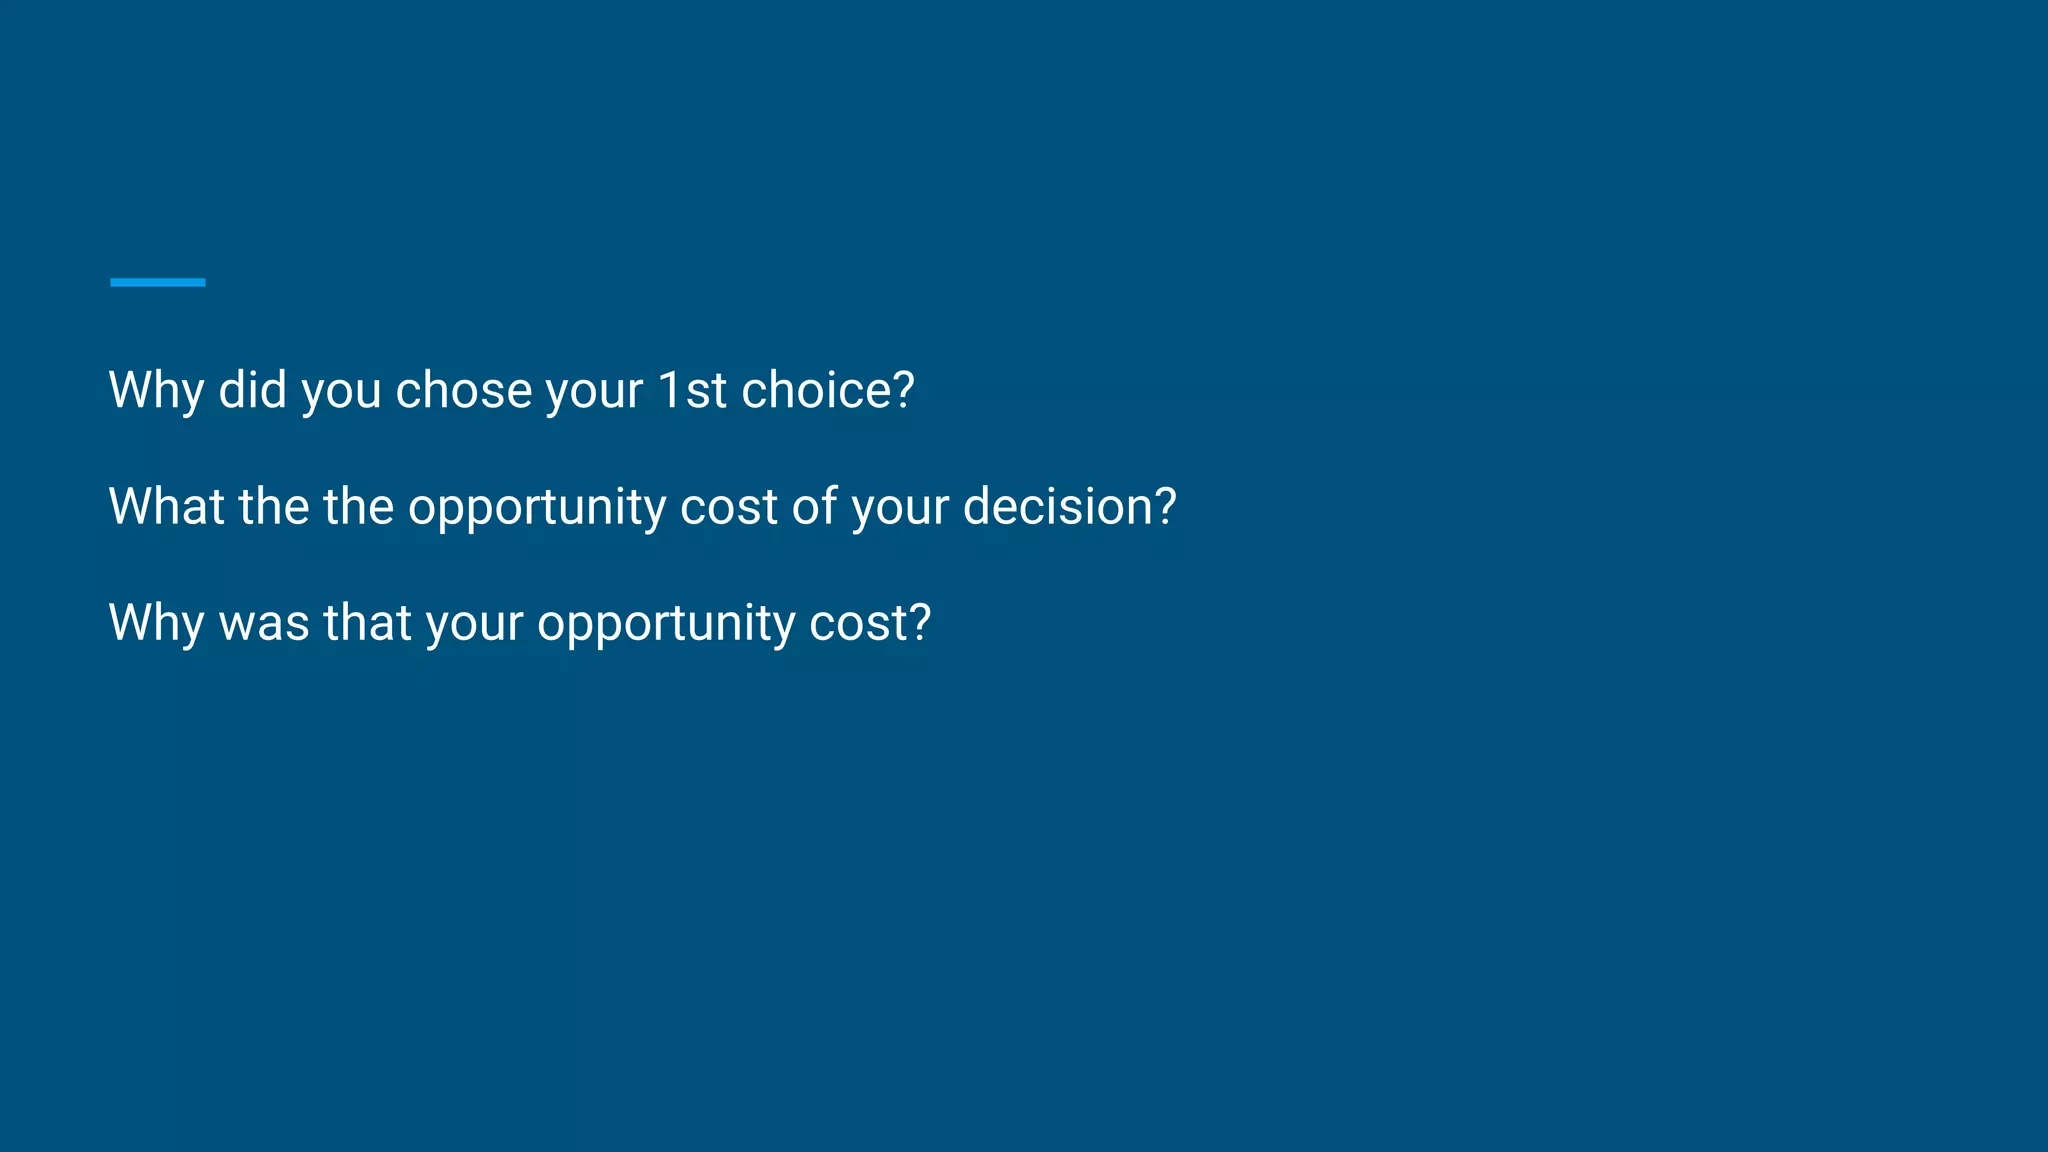 Why did you chose your 1st choice?
What the the opportunity cost of your decision?
Why was that your opportunity cost?